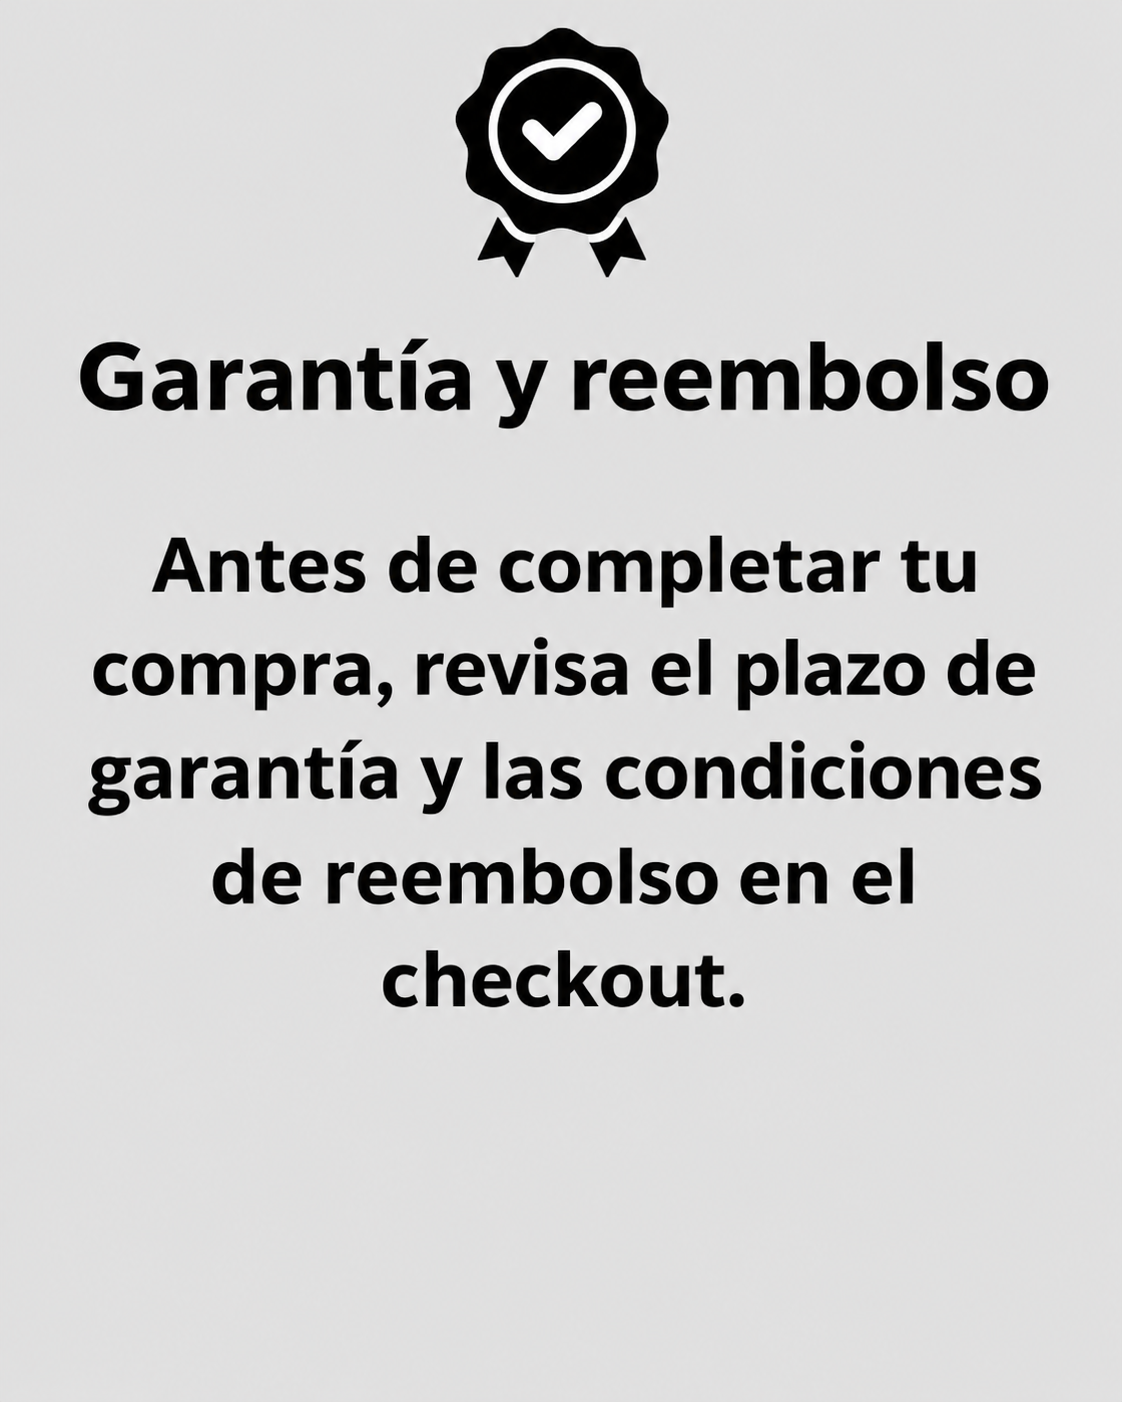 Garantía y reembolso
Antes de completar tu
compra, revisa el plazo de
garantía y las condiciones
de reembolso en el
checkout.